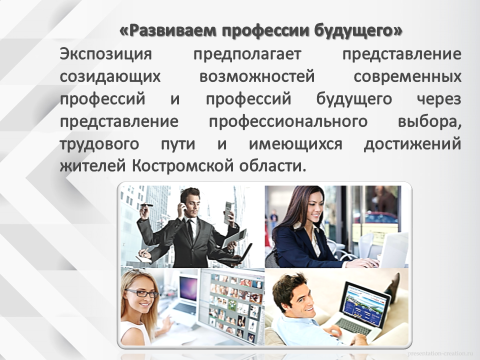 «Развиваем профессии будущего»
Экспозиция предполагает представление
созидающих возможностей современных
профессий и профессий будущего через
представление профессионального выбора,
трудового пути и имеющихся достижений
жителей Костромской области.